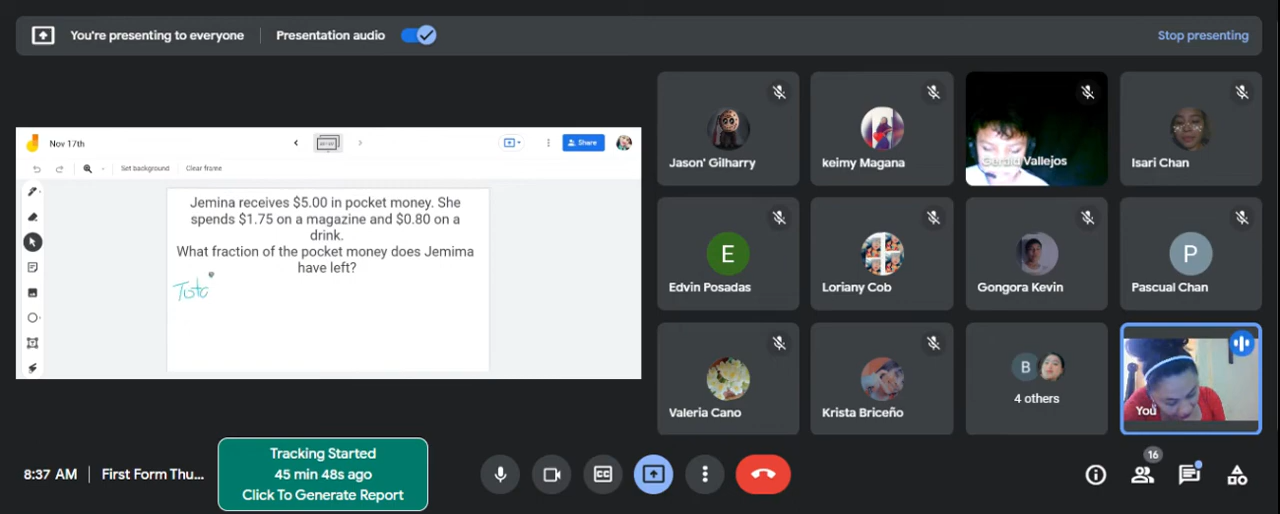 You're presenting to everyone
Presentation audio
Stop presenting
Nov 17th
Share
Set background
Clear frame
Jemina receives $5.00 in pocket money. She
spends $1.75 on a magazine and $0.80 on a
drink.
What fraction of the pocket money does Jemima
have left?
Tota
Jason' Gilharry
keimy Magana
Gerald Vallejos
Isari Chan
E
Edvin Posadas
Loriany Cob
Gongora Kevin
P
Pascual Chan
Valeria Cano
Krista Briceño
B
4 others
You
8:37 AM
First Form Thu...
Tracking Started
45 min 48s ago
Click To Generate Report
CC
16